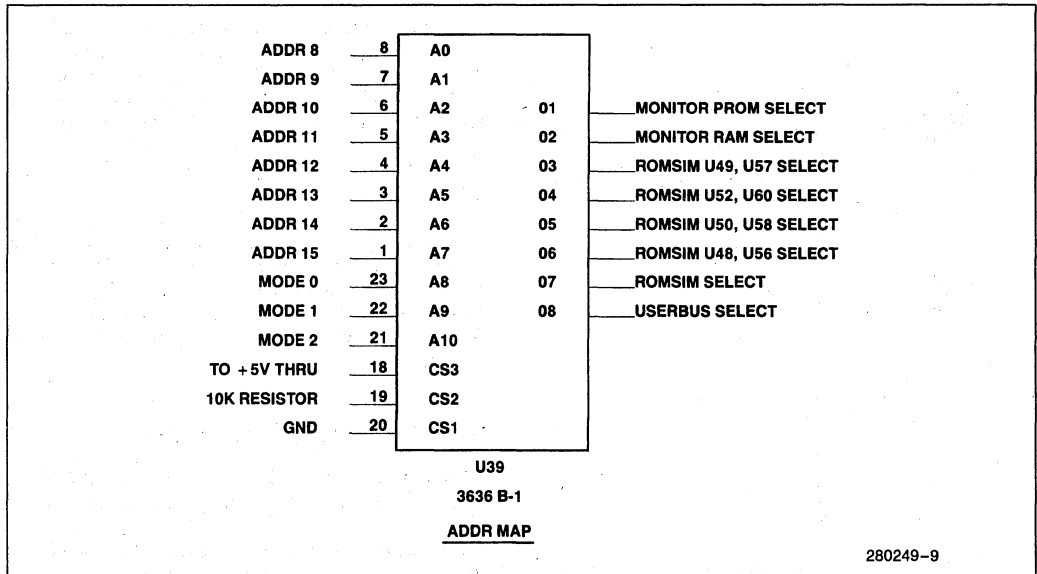 ADDR 8 8 A0
ADDR 9 7 A1
ADDR 10 6 A2 01 MONITOR PROM SELECT
ADDR 11 5 A3 02 MONITOR RAM SELECT
ADDR 12 4 A4 03 ROMSIM U49, U57 SELECT
ADDR 13 3 A5 04 ROMSIM U52, U60 SELECT
ADDR 14 2 A6 05 ROMSIM U50, U58 SELECT
ADDR 15 1 A7 06 ROMSIM U48, U56 SELECT
MODE 0 23 A8 07 ROMSIM SELECT
MODE 1 22 A9 08 USERBUS SELECT
MODE 2 21 A10
TO +5V THRU 18 CS3
10K RESISTOR 19 CS2
GND 20 CS1
U39
3636 B-1
ADDR MAP
280249-9